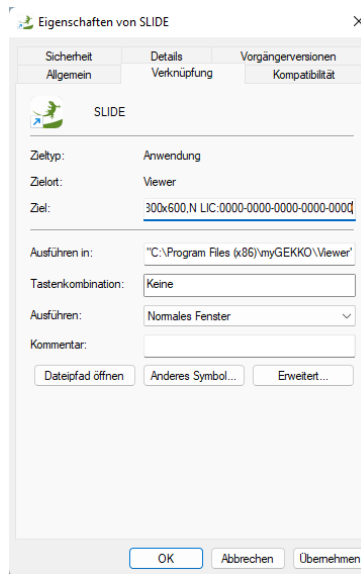 Eigenschaften von SLIDE
Sicherheit Details Vorgängerversionen
Allgemein Verknüpfung Kompatibilität
SLIDE
Zieltyp: Anwendung
Zielort: Viewer
Ziel: 300x600,N LIC:0000-0000-0000-0000-0000
Ausführen in: "C:\Program Files (x86)\myGEKKO\Viewer"
Tastenkombination: Keine
Ausführen: Normales Fenster
Kommentar:
Dateipfad öffnen Anderes Symbol... Erweitert...
OK Abbrechen Übernehmen